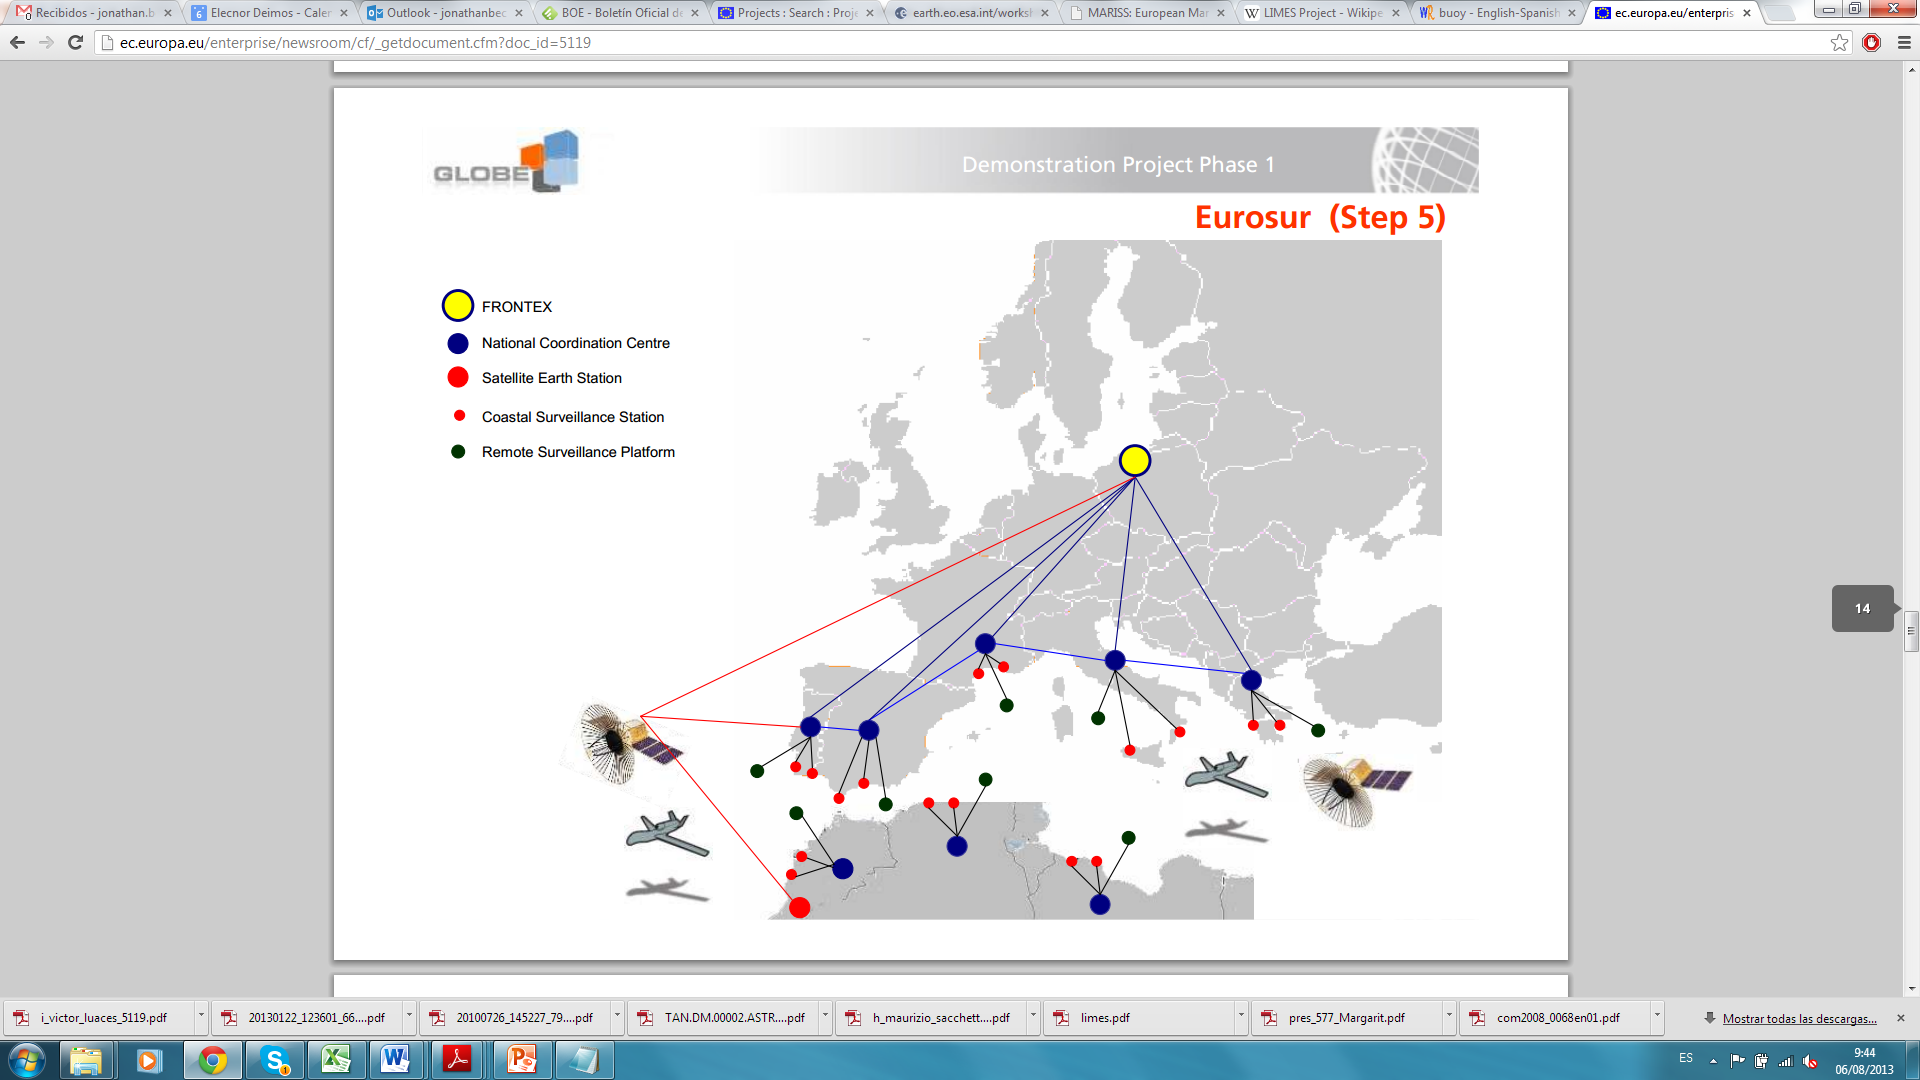 Recibidos - jonathan.b
Elecnor Deimos - Caler
Outlook - jonathanbec
BOE - Boletín Oficial de
Projects : Search : Proje
earth.eo.esa.int/worksh
MARISS: European Mar
LIMES Project - Wikipe
buoy - English-Spanish
ec.europa.eu/enterpris
ec.europa.eu/enterprise/newsroom/cf/_getdocument.cfm?doc_id=5119
GLOBE
Demonstration Project Phase 1
Eurosur (Step 5)
FRONTEX
National Coordination Centre
Satellite Earth Station
Coastal Surveillance Station
Remote Surveillance Platform
14
i_victor_luaces_5119.pdf
20130122_123601_66....pdf
20100726_145227_79....pdf
TAN.DM.00002.ASTR....pdf
h_maurizio_sacchett....pdf
limes.pdf
pres_577_Margarit.pdf
com2008_0068en01.pdf
Mostrar todas las descargas...
ES
9:44
06/08/2013